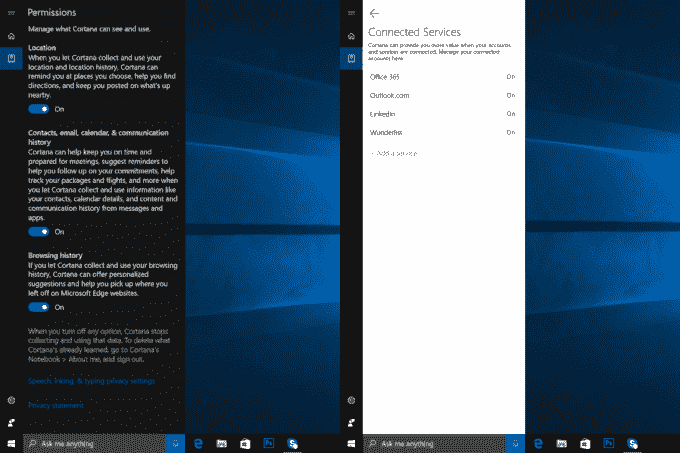 Permissions
Manage what Cortana can see and use.
Location
When you let Cortana collect and use your
location and location history, Cortana can
remind you at places you choose, help you find
directions, and keep you posted on what's up
nearby.
On
Contacts, email, calendar, & communication
history
Cortana can help keep you on time and
prepared for meetings, suggest reminders to
help you follow up on your commitments, help
track your packages and flights, and more when
you let Cortana collect and use information like
your contacts, calendar details, and content and
communication history from messages and
apps.
On
Browsing history
If you let Cortana collect and use your browsing
history, Cortana can offer personalized
suggestions and help you pick up where you
left off on Microsoft Edge websites.
On
When you turn off any option, Cortana stops
collecting and using that data. To delete what
Cortana's already learned, go to Cortana's
Notebook > About me, and sign out.
Speech, inking, & typing privacy settings
Privacy statement
Ask me anything
Connected Services
Cortana can provide you more value when your accounts
and services are connected. Manage your connected
accounts here.
Office 365 On
Outlook.com On
LinkedIn On
Wunderlist On
+ Add a service
Ask me anything